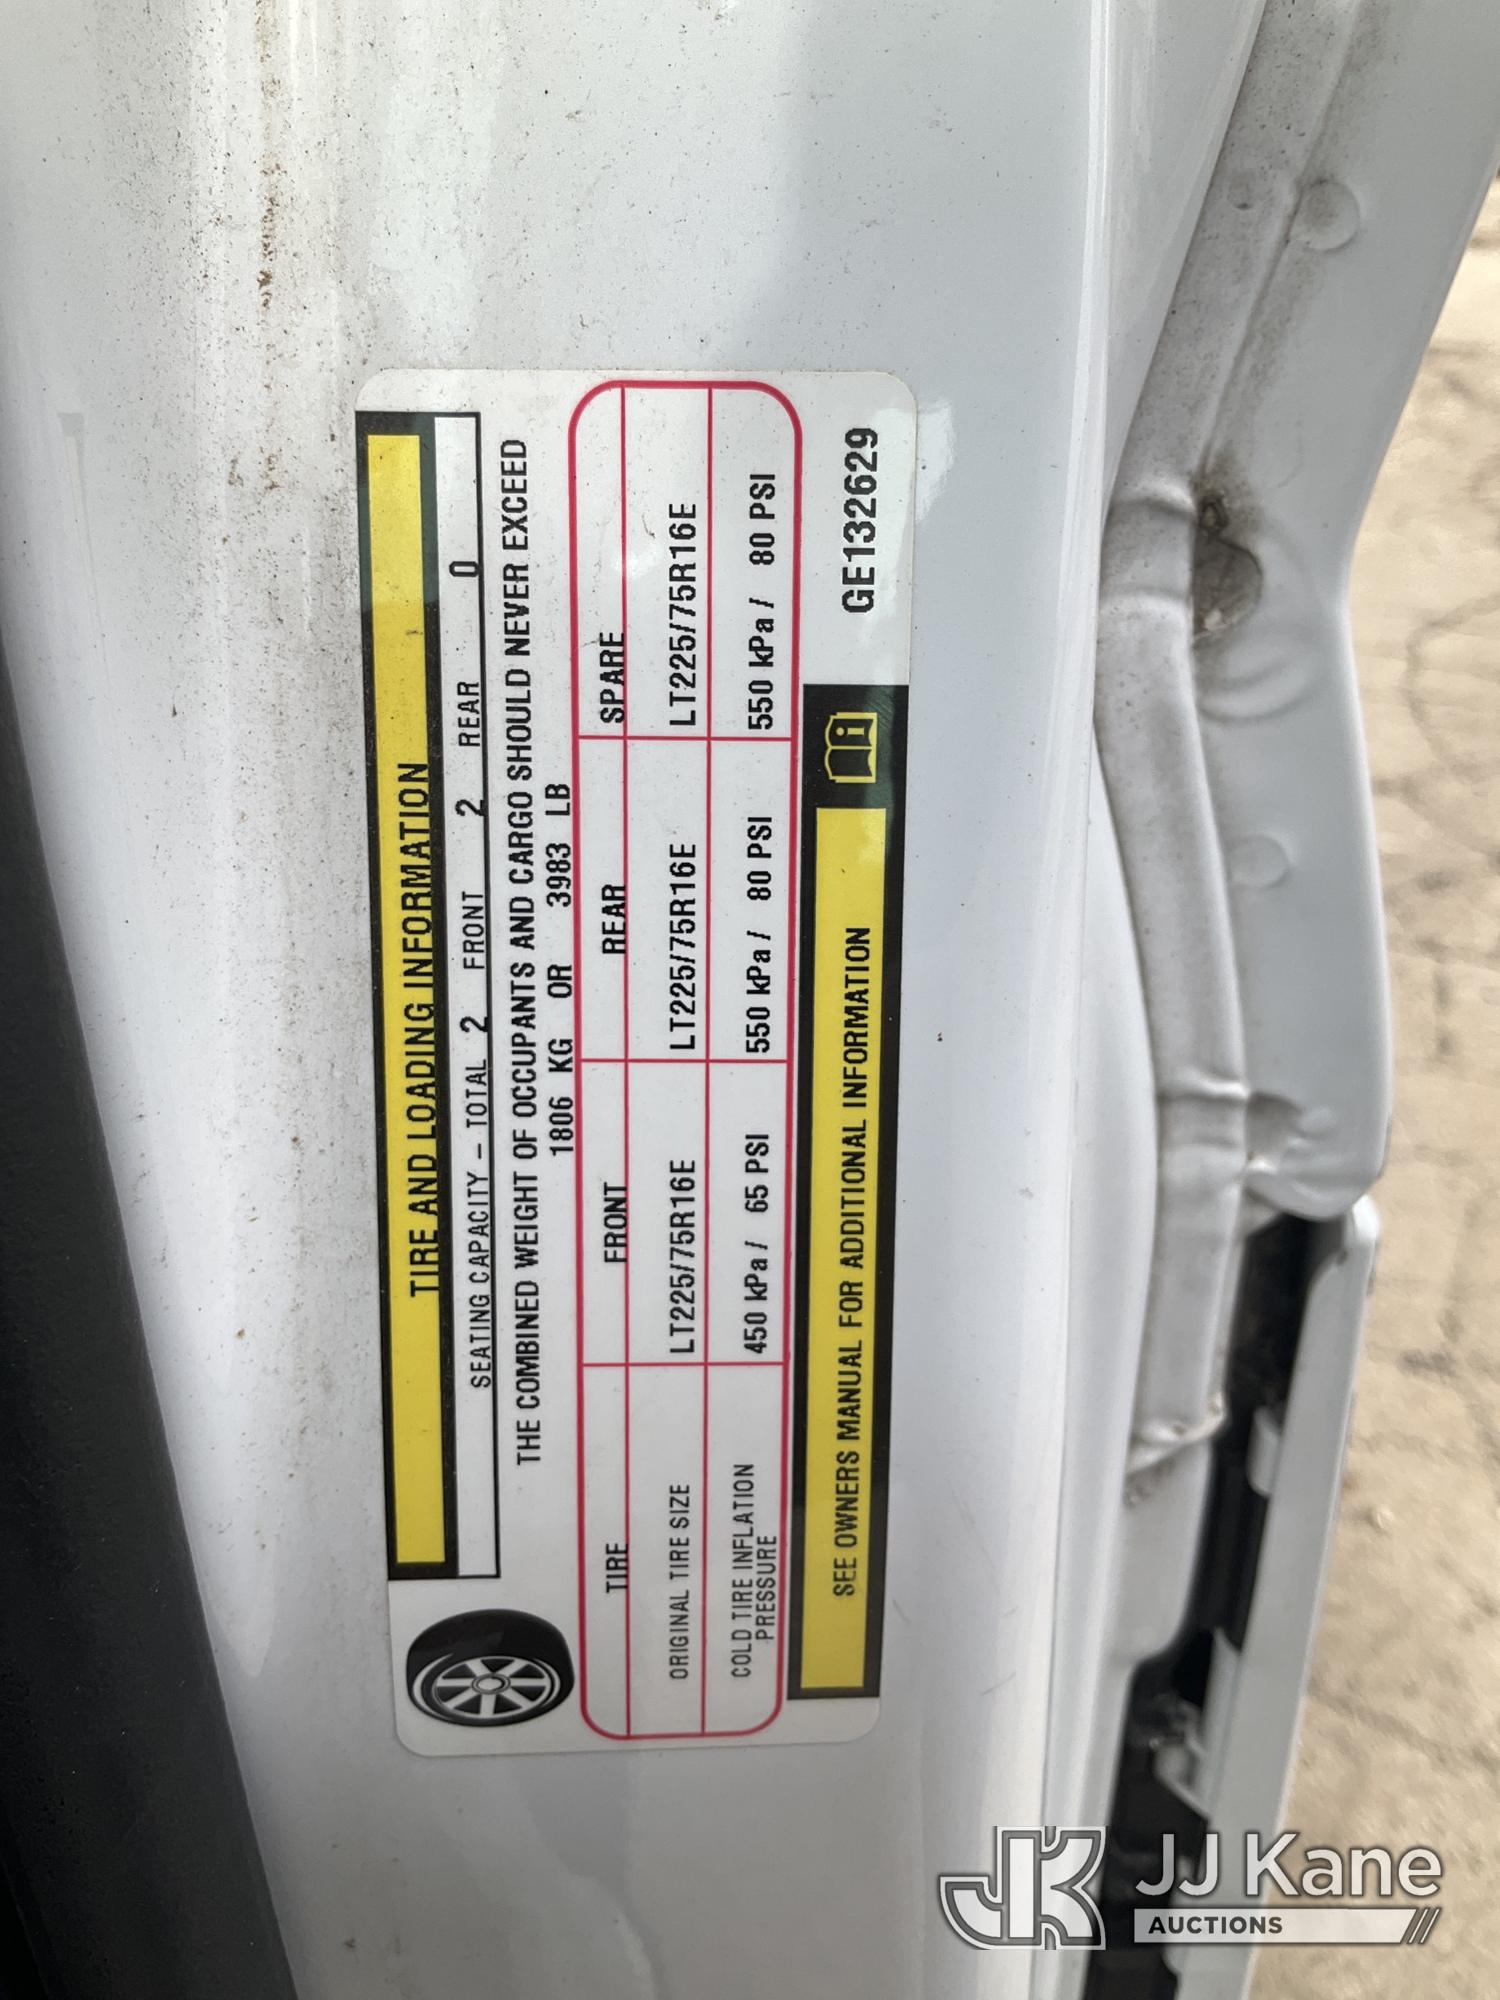 TIRE AND LOADING INFORMATION
SEATING CAPACITY – TOTAL 2 FRONT 2 REAR 0
THE COMBINED WEIGHT OF OCCUPANTS AND CARGO SHOULD NEVER EXCEED
1806 KG OR 3983 LB
TIRE FRONT REAR SPARE
ORIGINAL TIRE SIZE LT225/75R16E LT225/75R16E LT225/75R16E
COLD TIRE INFLATION PRESSURE 450 kPa / 65 PSI 550 kPa / 80 PSI 550 kPa / 80 PSI
SEE OWNERS MANUAL FOR ADDITIONAL INFORMATION
GE132629
JK JJ Kane
AUCTIONS